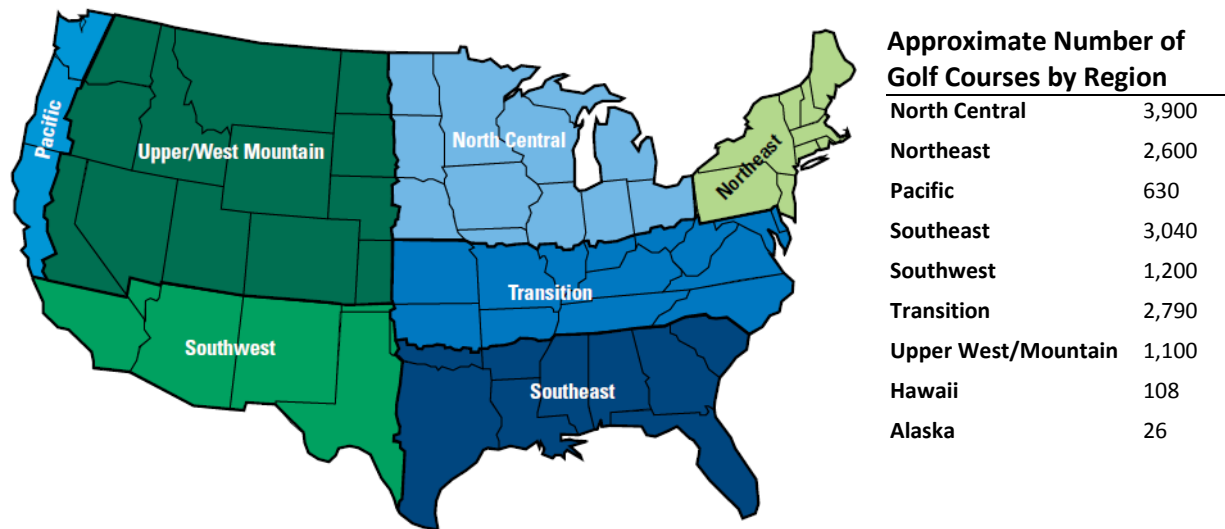 Pacific
Upper/West Mountain
North Central
Northeast
Transition
Southwest
Southeast
Approximate Number of
Golf Courses by Region
North Central 3,900
Northeast 2,600
Pacific 630
Southeast 3,040
Southwest 1,200
Transition 2,790
Upper West/Mountain 1,100
Hawaii 108
Alaska 26